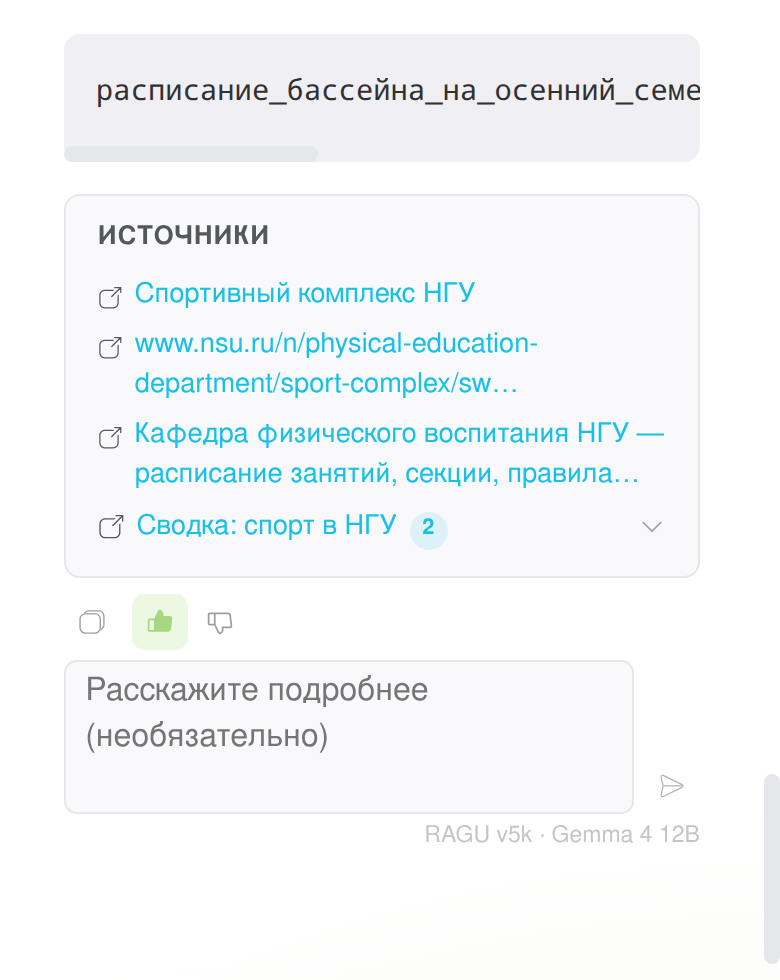 расписание_бассейна_на_осенний_семе
ИСТОЧНИКИ
Спортивный комплекс НГУ
www.nsu.ru/n/physical-education-
department/sport-complex/sw…
Кафедра физического воспитания НГУ —
расписание занятий, секции, правила…
Сводка: спорт в НГУ 2
Расскажите подробнее
(необязательно)
RAGU v5k · Gemma 4 12B